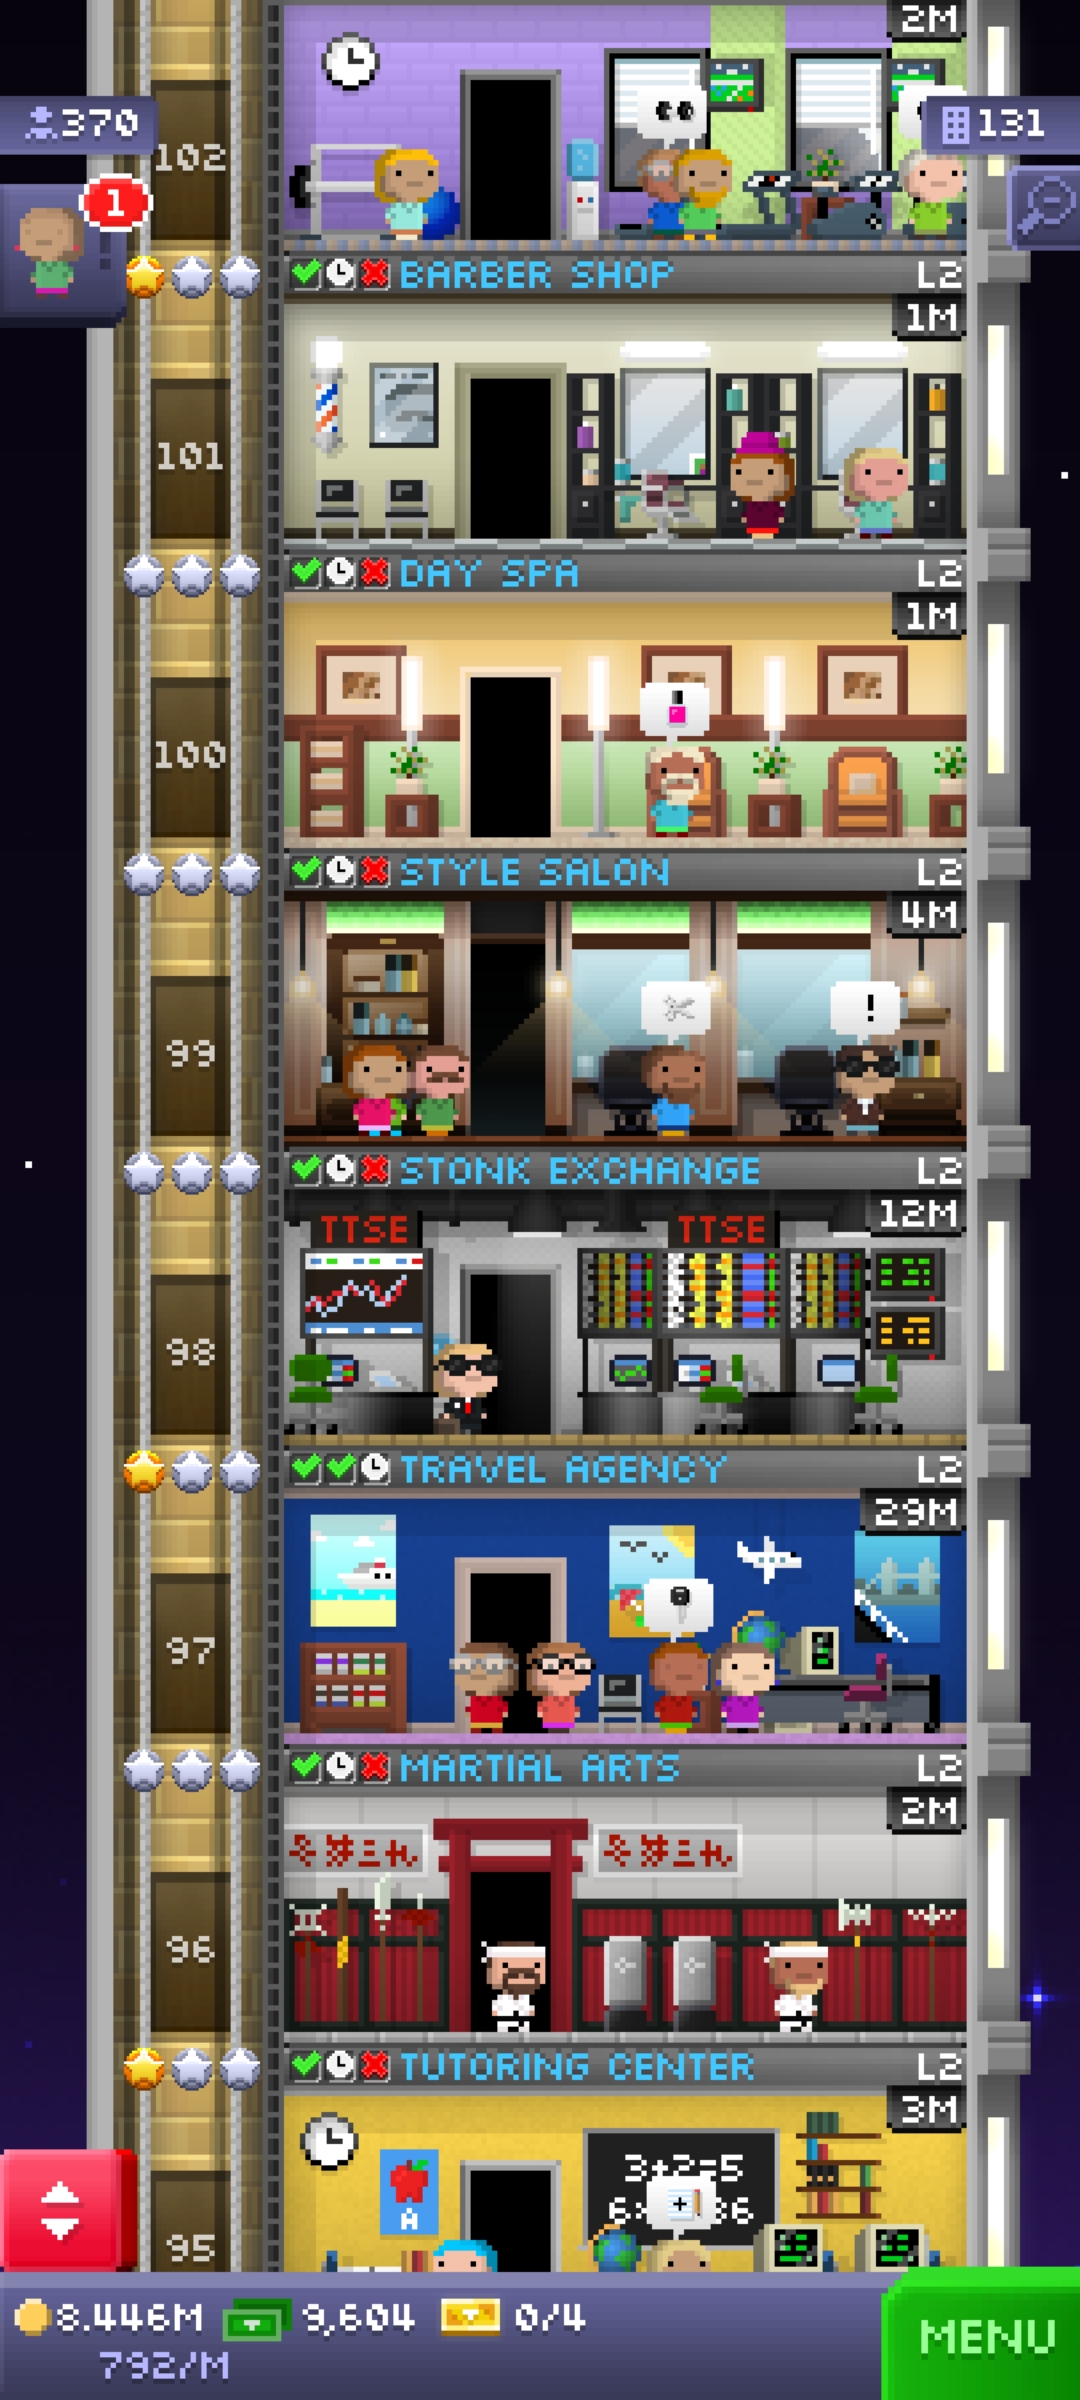 2M
370
131
102
1
BARBER SHOP L2
1M
101
DAY SPA L2
1M
100
STYLE SALON L2
4M
99
!
STONK EXCHANGE L2
12M
TTSE TTSE
98
TRAVEL AGENCY L2
29M
97
MARTIAL ARTS L2
2M
96
TUTORING CENTER L2
3M
3+2=5
A
95
8.446M 9,604 0/4
792/M
MENU